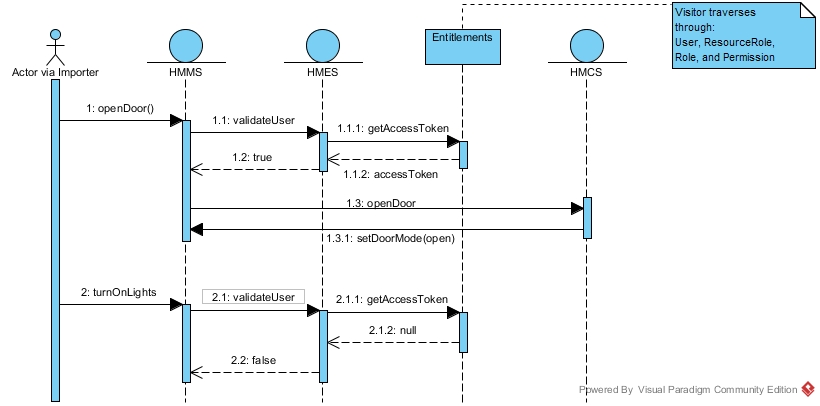 Visitor traverses
through:
User, ResourceRole,
Role, and Permission
Entitlements
Actor via Importer
HMMS
HMES
HMCS
1: openDoor()
1.1: validateUser
1.1.1: getAccessToken
1.2: true
1.1.2: accessToken
1.3: openDoor
1.3.1: setDoorMode(open)
2: turnOnLights
2.1: validateUser
2.1.1: getAccessToken
2.1.2: null
2.2: false
Powered By Visual Paradigm Community Edition